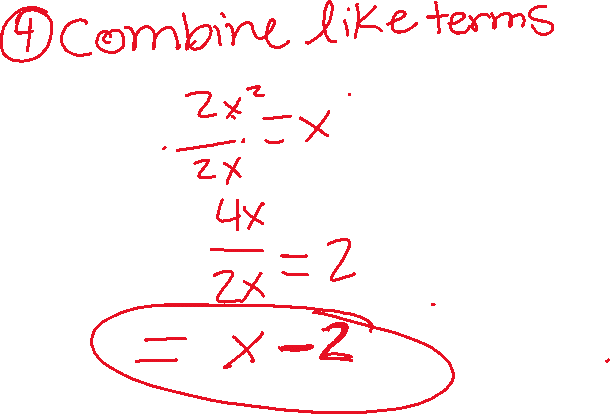 ④ Combine like terms
2x²
—— = x
2x
4x
—— = 2
2x
= x - 2